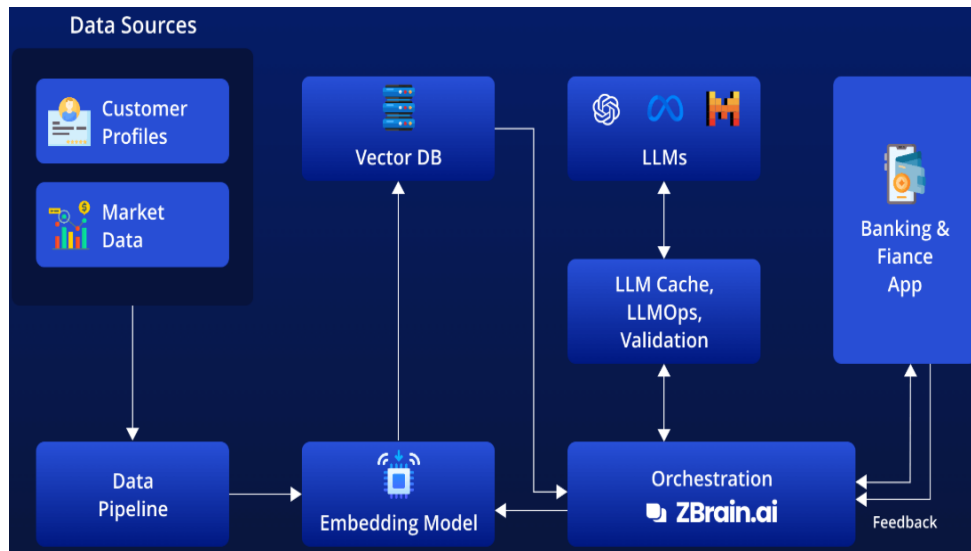 Data Sources
Customer
Profiles
Market
Data
Vector DB
LLMs
Banking &
Fiance
App
LLM Cache,
LLMOps,
Validation
Data
Pipeline
Embedding Model
Orchestration
ZBrain.ai
Feedback